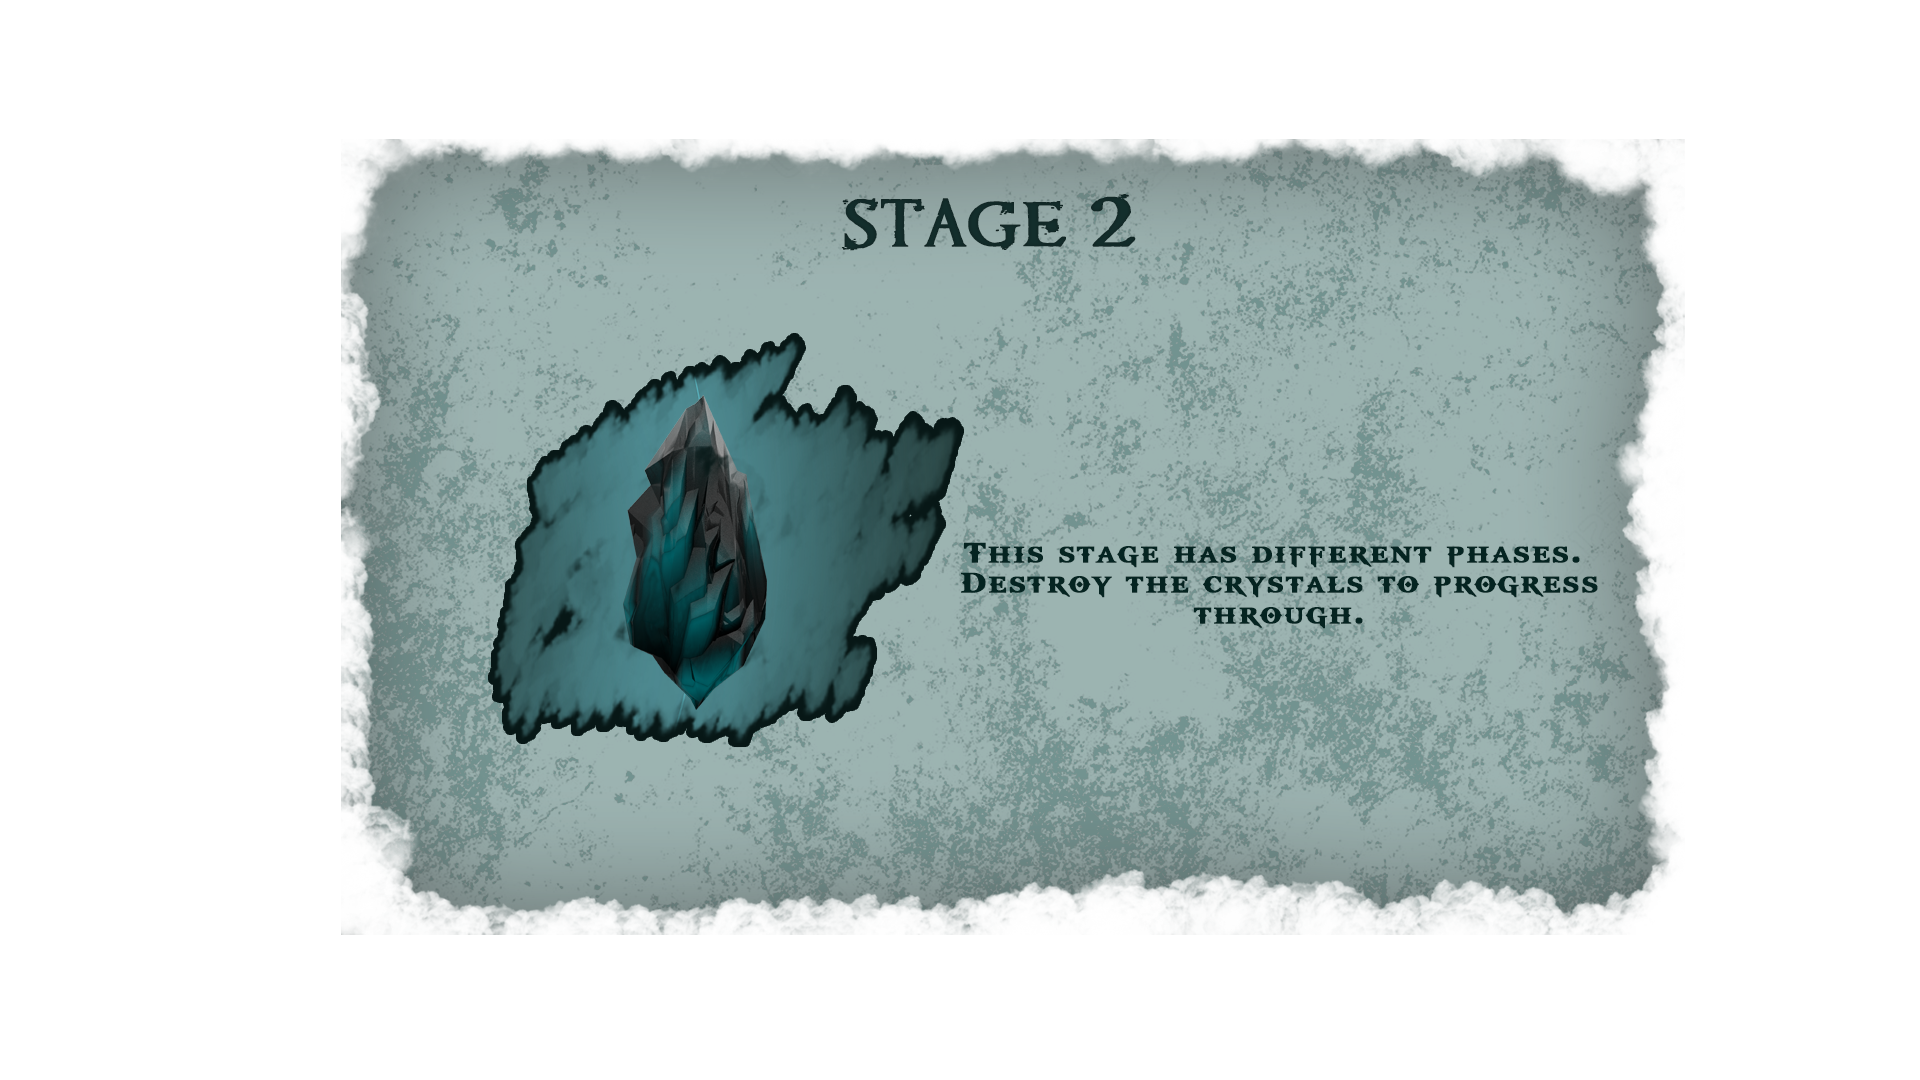 STAGE 2
This stage has different phases.
Destroy the crystals to progress
through.